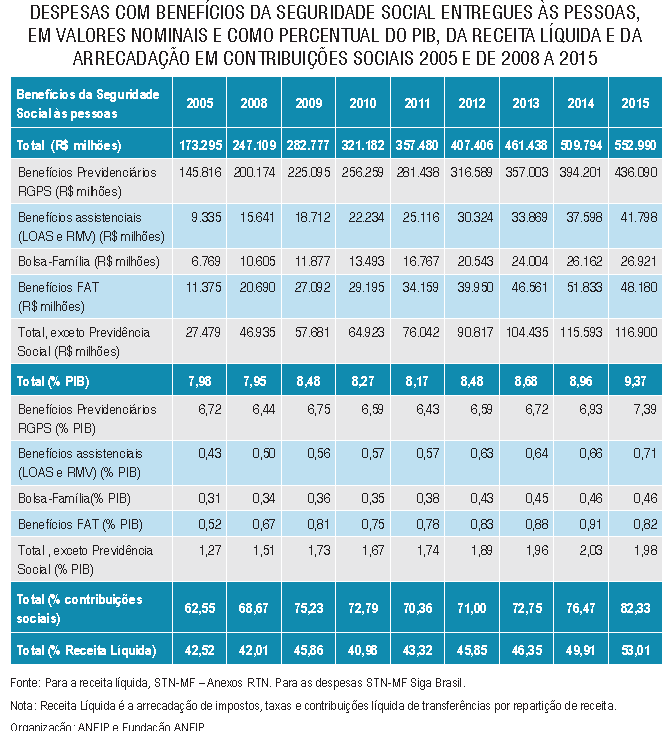 DESPESAS COM BENEFÍCIOS DA SEGURIDADE SOCIAL ENTREGUES ÀS PESSOAS,
EM VALORES NOMINAIS E COMO PERCENTUAL DO PIB, DA RECEITA LÍQUIDA E DA
ARRECADAÇÃO EM CONTRIBUIÇÕES SOCIAIS 2005 E DE 2008 A 2015
Benefícios da Seguridade
Social às pessoas 2005 2008 2009 2010 2011 2012 2013 2014 2015
Total (R$ milhões) 173.295 247.109 282.777 321.182 357.480 407.406 461.438 509.794 552.990
Benefícios Previdenciários 145.816 200.174 225.095 256.259 281.438 316.589 357.003 394.201 436.090
RGPS (R$ milhões)
Benefícios assistenciais 9.335 15.641 18.712 22.234 25.116 30.324 33.869 37.598 41.798
(LOAS e RMV) (R$ milhões)
Bolsa-Família (R$ milhões) 6.769 10.605 11.877 13.493 16.767 20.543 24.004 26.162 26.921
Benefícios FAT 11.375 20.690 27.092 29.195 34.159 39.950 46.561 51.833 48.180
(R$ milhões)
Total, exceto Previdência 27.479 46.935 57.681 64.923 76.042 90.817 104.435 115.593 116.900
Social (R$ milhões)
Total (% PIB) 7,98 7,95 8,48 8,27 8,17 8,48 8,68 8,96 9,37
Benefícios Previdenciários 6,72 6,44 6,75 6,59 6,43 6,59 6,72 6,93 7,39
RGPS (% PIB)
Benefícios assistenciais 0,43 0,50 0,56 0,57 0,57 0,63 0,64 0,66 0,71
(LOAS e RMV) (% PIB)
Bolsa-Família(% PIB) 0,31 0,34 0,36 0,35 0,38 0,43 0,45 0,46 0,46
Benefícios FAT (% PIB) 0,52 0,67 0,81 0,75 0,78 0,83 0,88 0,91 0,82
Total , exceto Previdência 1,27 1,51 1,73 1,67 1,74 1,89 1,96 2,03 1,98
Social (% PIB)
Total (% contribuições
sociais) 62,55 68,67 75,23 72,79 70,36 71,00 72,75 76,47 82,33
Total (% Receita Líquida) 42,52 42,01 45,86 40,98 43,32 45,85 46,35 49,91 53,01
Fonte: Para a receita líquida, STN-MF – Anexos RTN. Para as despesas STN-MF Siga Brasil.
Nota: Receita Líquida é a arrecadação de impostos, taxas e contribuições líquida de transferências por repartição de receita.
Organização: ANFIP e Fundação ANFIP